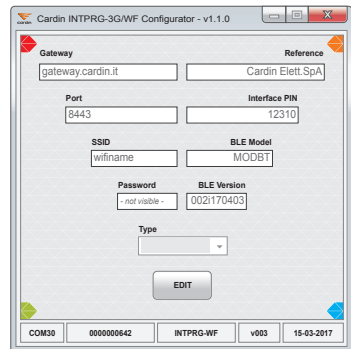 cardin Cardin INTPRG-3G/WF Configurator - v1.1.0
Gateway Reference
gateway.cardin.it Cardin Elett.SpA
Port Interface PIN
8443 12310
SSID BLE Model
wifiname MODBT
Password BLE Version
- not visible - 002i170403
Type
EDIT
COM30 0000000642 INTPRG-WF v003 15-03-2017